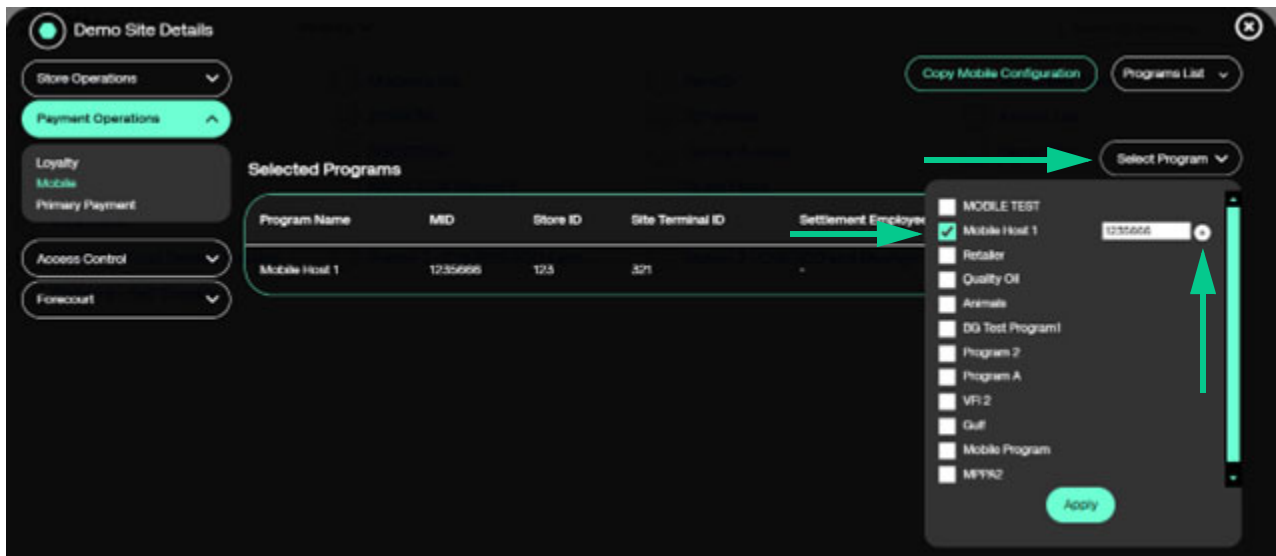 Demo Site Details
Store Operations
Copy Mobile Configuration
Programs List
Payment Operations
Loyalty
Mobile
Primary Payment
Selected Programs
Select Program
Program Name MID Store ID Site Terminal ID Settlement Employee
Mobile Host 1 1235666 123 321 -
Access Control
Forecourt
MOBILE TEST
Mobile Host 1 1235666
Retailer
Quality Oil
Animals
DG Test Program1
Program 2
Program A
VFI 2
Gulf
Mobile Program
MPPA2
Apply